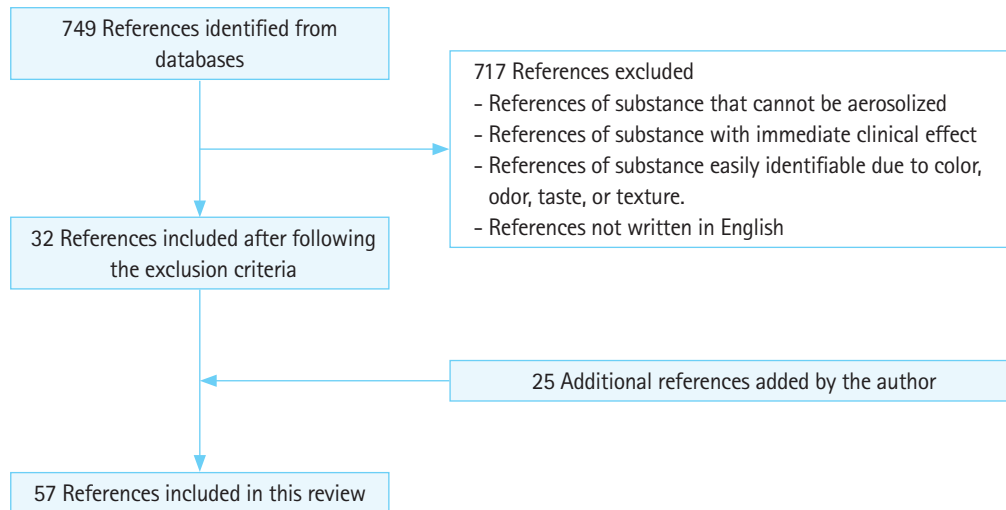 749 References identified from
databases
717 References excluded
- References of substance that cannot be aerosolized
- References of substance with immediate clinical effect
- References of substance easily identifiable due to color,
odor, taste, or texture.
- References not written in English
32 References included after following
the exclusion criteria
25 Additional references added by the author
57 References included in this review